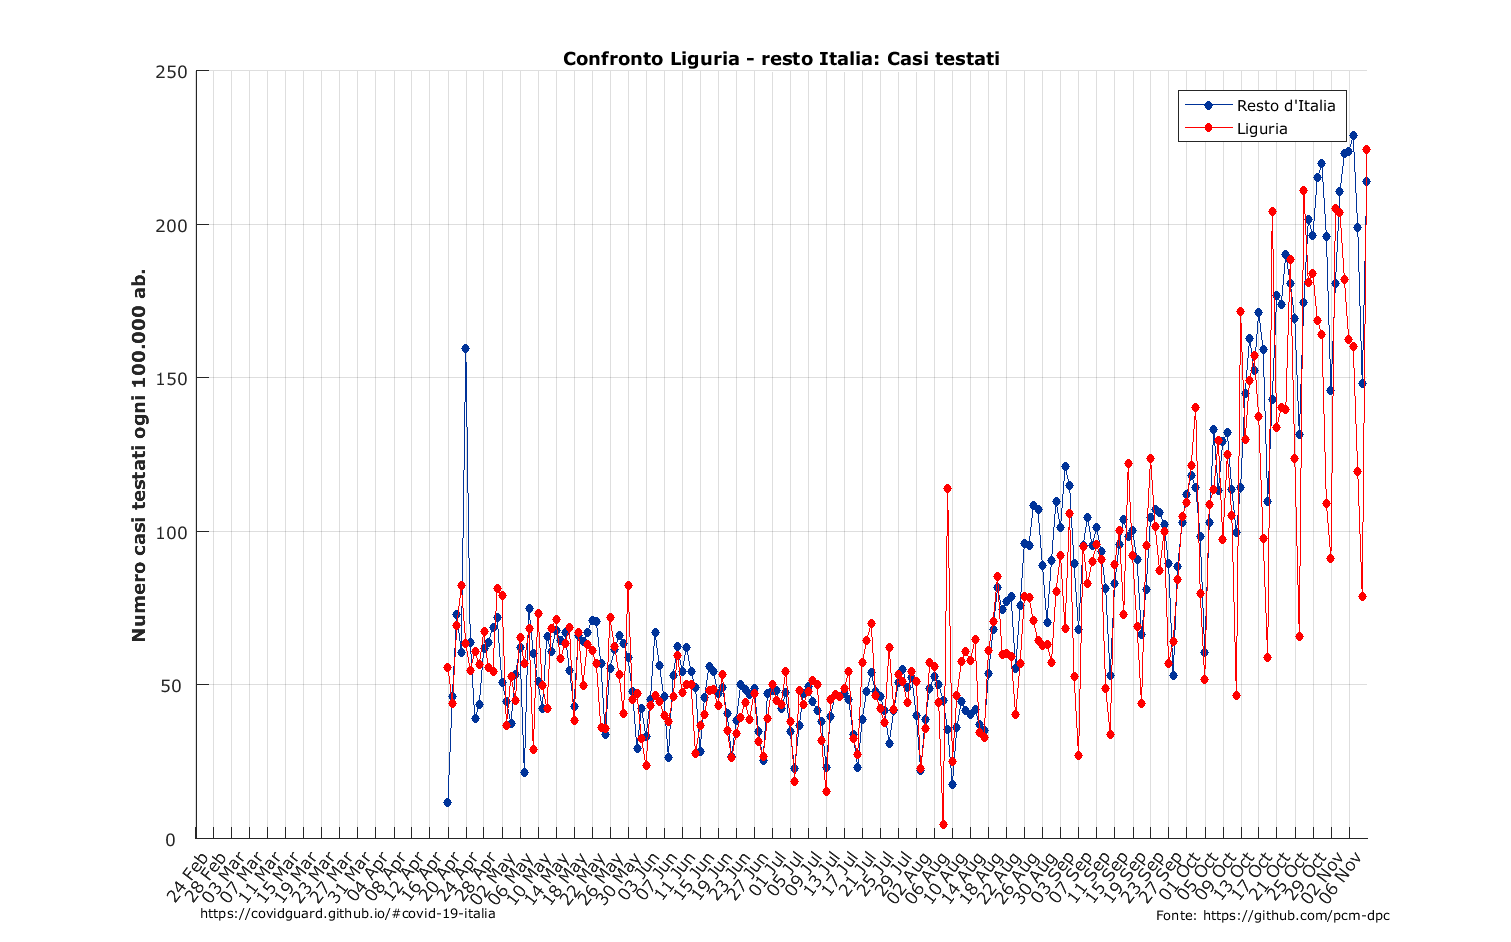 Confronto Liguria - resto Italia: Casi testati
Resto d'Italia
Liguria
Numero casi testati ogni 100.000 ab.
250
200
150
100
50
0
24 Feb
28 Feb
03 Mar
07 Mar
11 Mar
15 Mar
19 Mar
23 Mar
27 Mar
31 Mar
04 Apr
08 Apr
12 Apr
16 Apr
20 Apr
24 Apr
28 Apr
02 May
06 May
10 May
14 May
18 May
22 May
26 May
30 May
03 Jun
07 Jun
11 Jun
15 Jun
19 Jun
23 Jun
27 Jun
01 Jul
05 Jul
09 Jul
13 Jul
17 Jul
21 Jul
25 Jul
29 Jul
02 Aug
06 Aug
10 Aug
14 Aug
18 Aug
22 Aug
26 Aug
30 Aug
03 Sep
07 Sep
11 Sep
15 Sep
19 Sep
23 Sep
27 Sep
01 Oct
05 Oct
09 Oct
13 Oct
17 Oct
21 Oct
25 Oct
29 Oct
02 Nov
06 Nov
https://covidguard.github.io/#covid-19-italia
Fonte: https://github.com/pcm-dpc